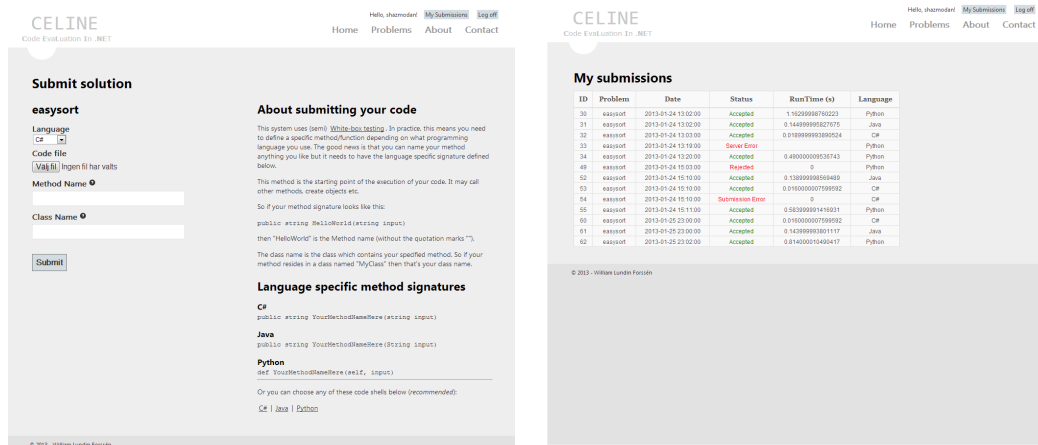 Hello, shazmodan! My Submissions Log off
CELINE
Code EvaLuation In .NET
Home Problems About Contact
Submit solution
easysort
Language
C#
Code file
Välj fil Ingen fil har valts
Method Name
Class Name
Submit
About submitting your code
This system uses (semi) White-box testing . In practice, this means you need
to define a specific method/function depending on what programming
language you use. The good news is that you can name your method
anything you like but it needs to have the language specific signature defined
below.
This method is the starting point of the execution of your code. It may call
other methods, create objects etc.
So if your method signature looks like this:
public string HelloWorld(string input)
then "HelloWorld" is the Method name (without the quotation marks "").
The class name is the class which contains your specified method. So if your
method resides in a class named "MyClass" then that's your class name.
Language specific method signatures
C#
public string YourMethodNameHere(string input)
Java
public string YourMethodNameHere(String input)
Python
def YourMethodNameHere(self, input)
Or you can choose any of these code shells below (recommended):
C# | Java | Python
© 2013 - William Lundin Forssén
Hello, shazmodan! My Submissions Log off
CELINE
Code EvaLuation In .NET
Home Problems About Contact
My submissions
ID Problem Date Status RunTime (s) Language
30 easysort 2013-01-24 13:02:00 Accepted 1.16299998760223 Python
31 easysort 2013-01-24 13:02:00 Accepted 0.144999995827675 Java
32 easysort 2013-01-24 13:03:00 Accepted 0.0189999993890524 C#
33 easysort 2013-01-24 13:19:00 Server Error Python
34 easysort 2013-01-24 13:20:00 Accepted 0.490000009536743 Python
49 easysort 2013-01-24 15:03:00 Rejected 0 Python
52 easysort 2013-01-24 15:10:00 Accepted 0.138999998569489 Java
53 easysort 2013-01-24 15:10:00 Accepted 0.0160000007599592 C#
54 easysort 2013-01-24 15:10:00 Submission Error 0 C#
55 easysort 2013-01-24 15:11:00 Accepted 0.583999991416931 Python
60 easysort 2013-01-25 23:00:00 Accepted 0.0160000007599592 C#
61 easysort 2013-01-25 23:00:00 Accepted 0.143999993801117 Java
62 easysort 2013-01-25 23:02:00 Accepted 0.814000010490417 Python
© 2013 - William Lundin Forssén